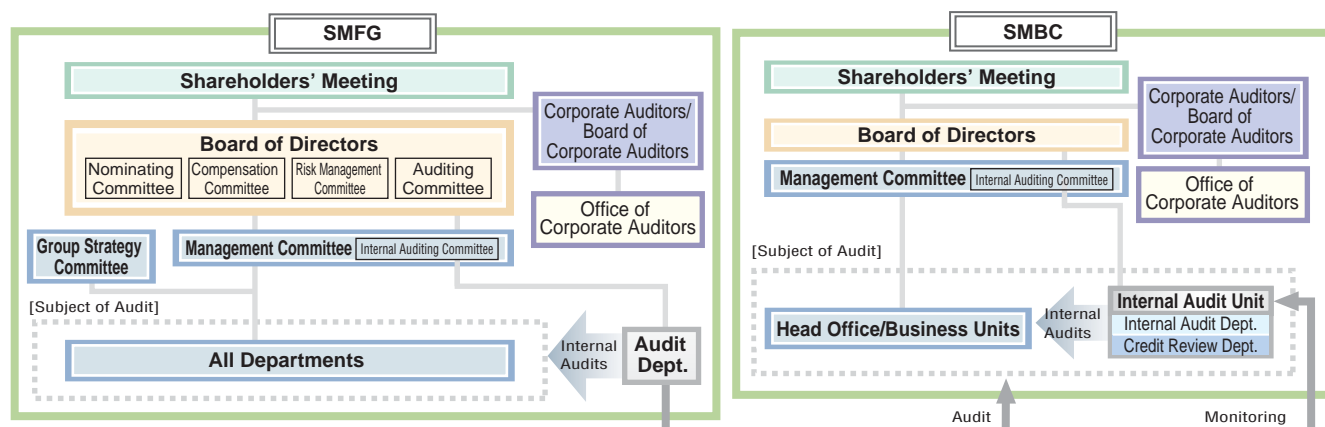 SMFG
Shareholders' Meeting
Corporate Auditors/
Board of
Corporate Auditors
Board of Directors
Nominating
Committee
Compensation
Committee
Risk Management
Committee
Auditing
Committee
Office of
Corporate Auditors
Group Strategy
Committee
Management Committee
Internal Auditing Committee
[Subject of Audit]
All Departments
Internal
Audits
Audit
Dept.
SMBC
Shareholders' Meeting
Corporate Auditors/
Board of
Corporate Auditors
Board of Directors
Management Committee
Internal Auditing Committee
Office of
Corporate Auditors
[Subject of Audit]
Head Office/Business Units
Internal
Audits
Internal Audit Unit
Internal Audit Dept.
Credit Review Dept.
Audit
Monitoring